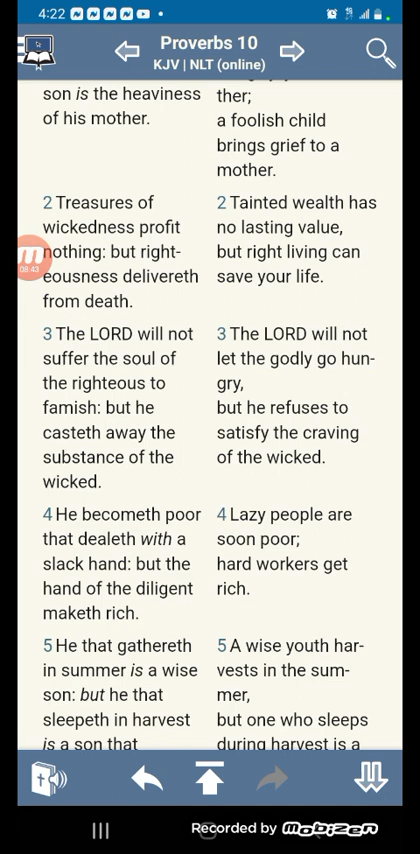 4:22
Proverbs 10
KJV | NLT (online)
son is the heaviness
of his mother.
ther;
a foolish child
brings grief to a
mother.
2 Treasures of
wickedness profit
nothing: but right-
eousness delivereth
from death.
2 Tainted wealth has
no lasting value,
but right living can
save your life.
3 The LORD will not
suffer the soul of
the righteous to
famish: but he
casteth away the
substance of the
wicked.
3 The LORD will not
let the godly go hun-
gry,
but he refuses to
satisfy the craving
of the wicked.
4 He becometh poor
that dealeth with a
slack hand: but the
hand of the diligent
maketh rich.
4 Lazy people are
soon poor;
hard workers get
rich.
5 He that gathereth
in summer is a wise
son: but he that
sleepeth in harvest
is a son that
5 A wise youth har-
vests in the sum-
mer,
but one who sleeps
during harvest is a
08:43
Recorded by mobizen